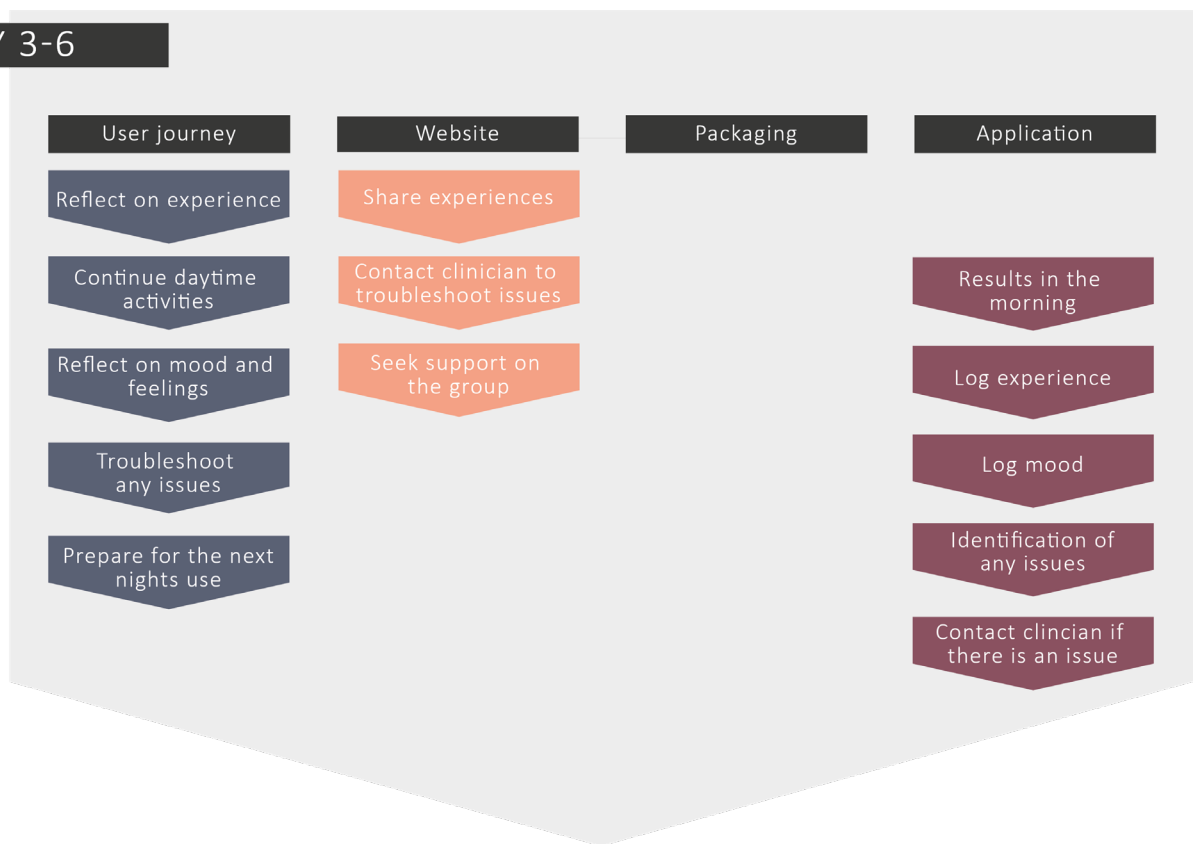 3-6
User journey
Website
Packaging
Application
Reflect on experience
Continue daytime
activities
Reflect on mood and
feelings
Troubleshoot
any issues
Prepare for the next
nights use
Share experiences
Contact clinician to
troubleshoot issues
Seek support on
the group
Results in the
morning
Log experience
Log mood
Identification of
any issues
Contact clincian if
there is an issue